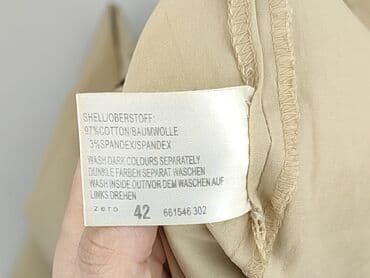 SHELL/OBERSTOFF:
97%COTTON/BAUMWOLLE
3%SPANDEX/SPANDEX
WASH DARK COLOURS SEPARATELY
DUNKLE FARBEN SEPARAT WASCHEN
WASH INSIDE OUT/VOR DEM WASCHEN AUF
LINKS DREHEN
zero 42 661546 302